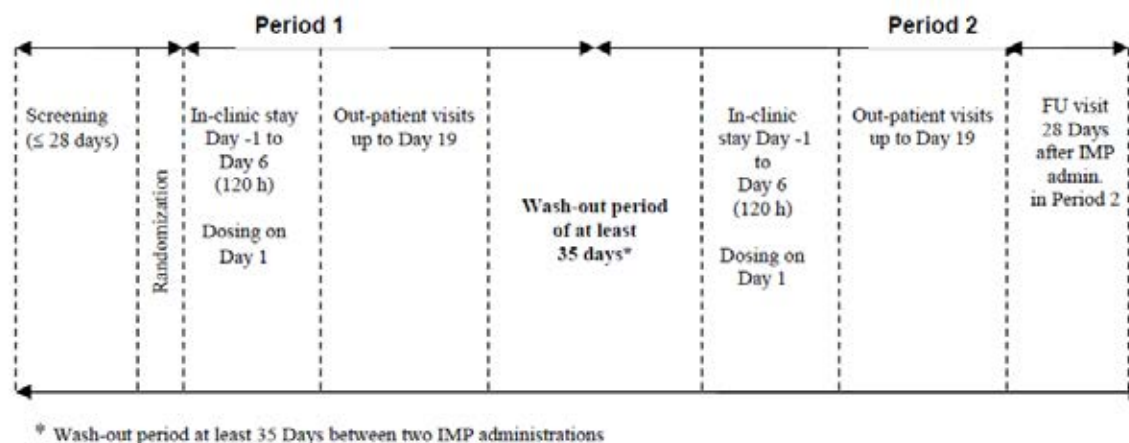 Period 1
Period 2
Screening
(≤ 28 days)
Randomization
In-clinic stay
Day -1 to
Day 6
(120 h)
Dosing on
Day 1
Out-patient visits
up to Day 19
Wash-out period
of at least
35 days*
In-clinic
stay Day -1
to
Day 6
(120 h)
Dosing on
Day 1
Out-patient visits
up to Day 19
FU visit
28 Days
after IMP
admin.
in Period 2
* Wash-out period at least 35 Days between two IMP administrations